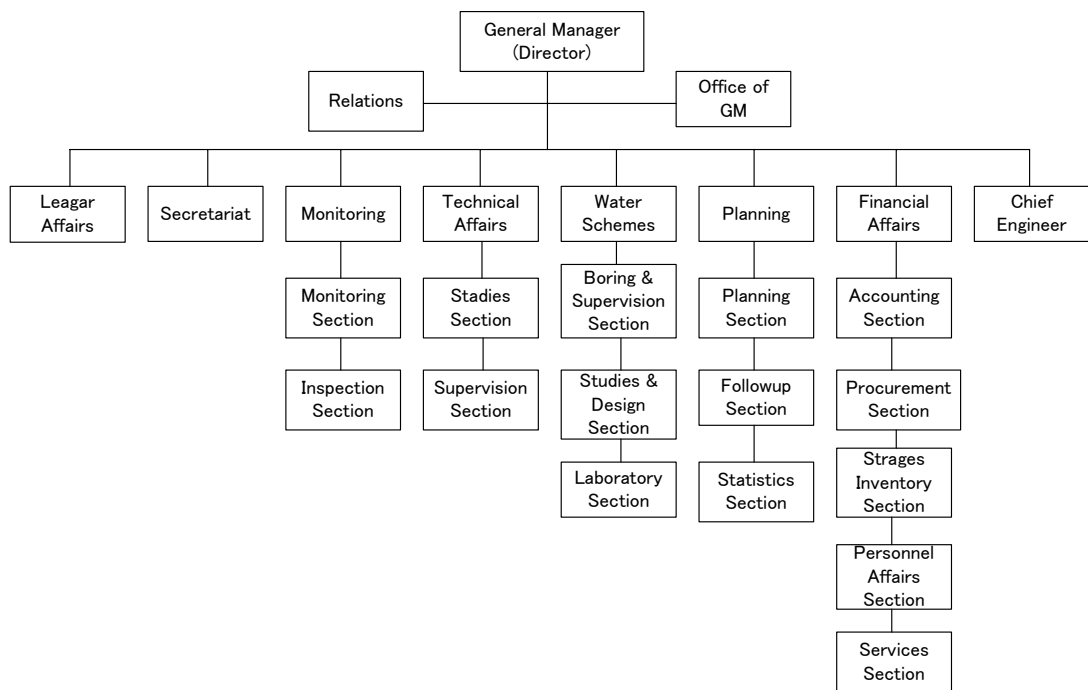 General Manager
(Director)
Relations
Office of
GM
Leagar
Affairs
Secretariat
Monitoring
Technical
Affairs
Water
Schemes
Planning
Financial
Affairs
Chief
Engineer
Monitoring
Section
Stadies
Section
Boring &
Supervision
Section
Planning
Section
Accounting
Section
Inspection
Section
Supervision
Section
Studies &
Design
Section
Followup
Section
Procurement
Section
Laboratory
Section
Statistics
Section
Strages
Inventory
Section
Personnel
Affairs
Section
Services
Section